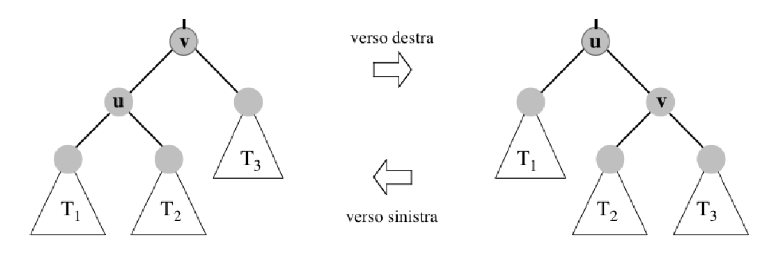 v
verso destra
u
u
v
T3
T1
T1
T2
verso sinistra
T2
T3